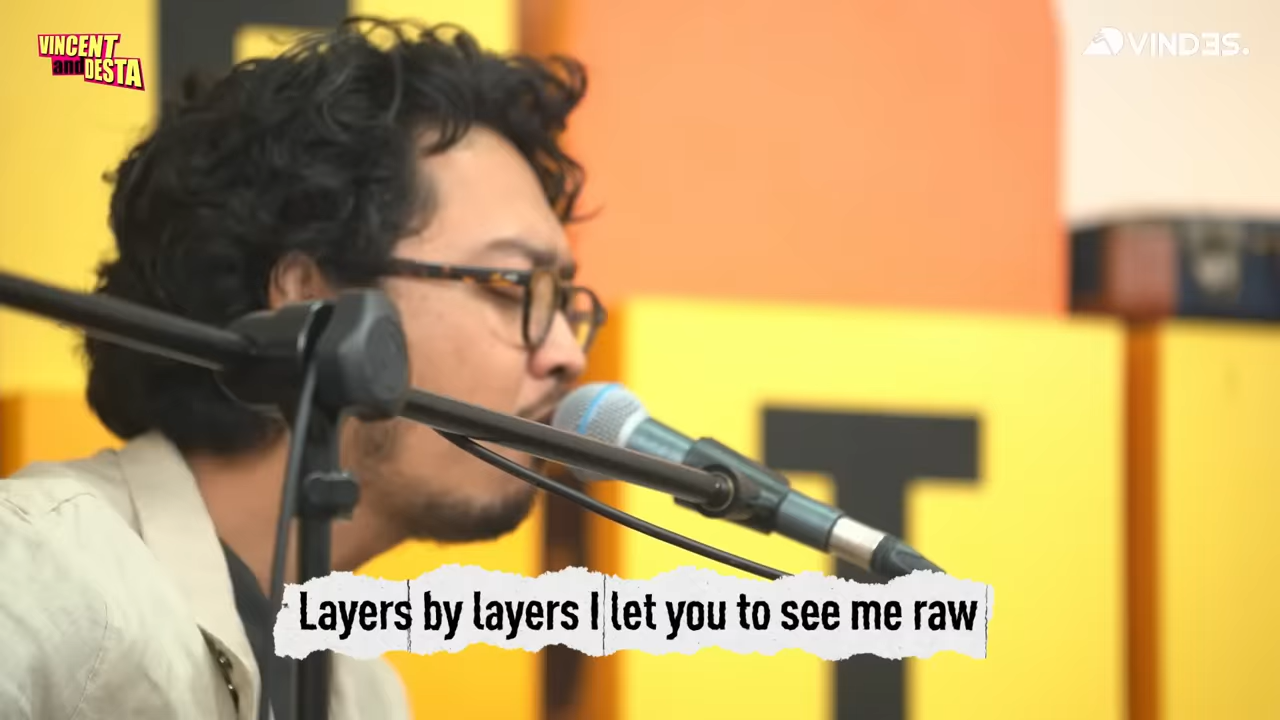 VINCENT
and DESTA
VINDES.
Layers by layers I let you to see me raw
T